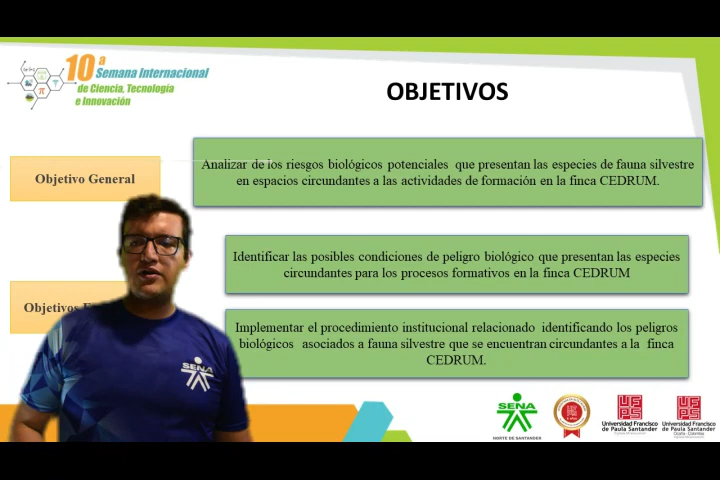 10ª
Semana Internacional
de Ciencia, Tecnología
e Innovación
OBJETIVOS
Objetivo General
Analizar de los riesgos biológicos potenciales que presentan las especies de fauna silvestre
en espacios circundantes a las actividades de formación en la finca CEDRUM.
Identificar las posibles condiciones de peligro biológico que presentan las especies
circundantes para los procesos formativos en la finca CEDRUM
Objetivos
Implementar el procedimiento institucional relacionado identificando los peligros
biológicos asociados a fauna silvestre que se encuentran circundantes a la finca
CEDRUM.
SENA
SENA
NORTE DE SANTANDER
UFPS
Universidad Francisco
de Paula Santander
UFPS
Universidad Francisco
de Paula Santander
Ocaña - Colombia